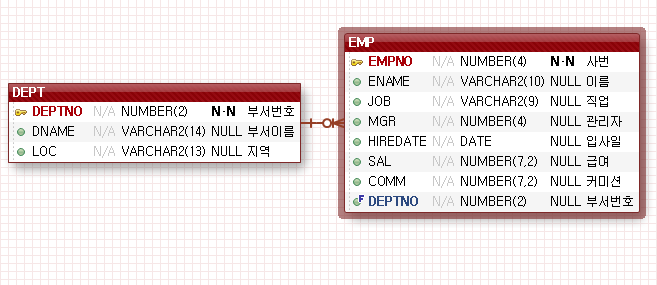 DEPT
DEPTNO N/A NUMBER(2) N-N 부서번호
DNAME N/A VARCHAR2(14) NULL 부서이름
LOC N/A VARCHAR2(13) NULL 지역
EMP
EMPNO N/A NUMBER(4) N-N 사번
ENAME N/A VARCHAR2(10) NULL 이름
JOB N/A VARCHAR2(9) NULL 직업
MGR N/A NUMBER(4) NULL 관리자
HIREDATE N/A DATE NULL 입사일
SAL N/A NUMBER(7,2) NULL 급여
COMM N/A NUMBER(7,2) NULL 커미션
F DEPTNO N/A NUMBER(2) NULL 부서번호